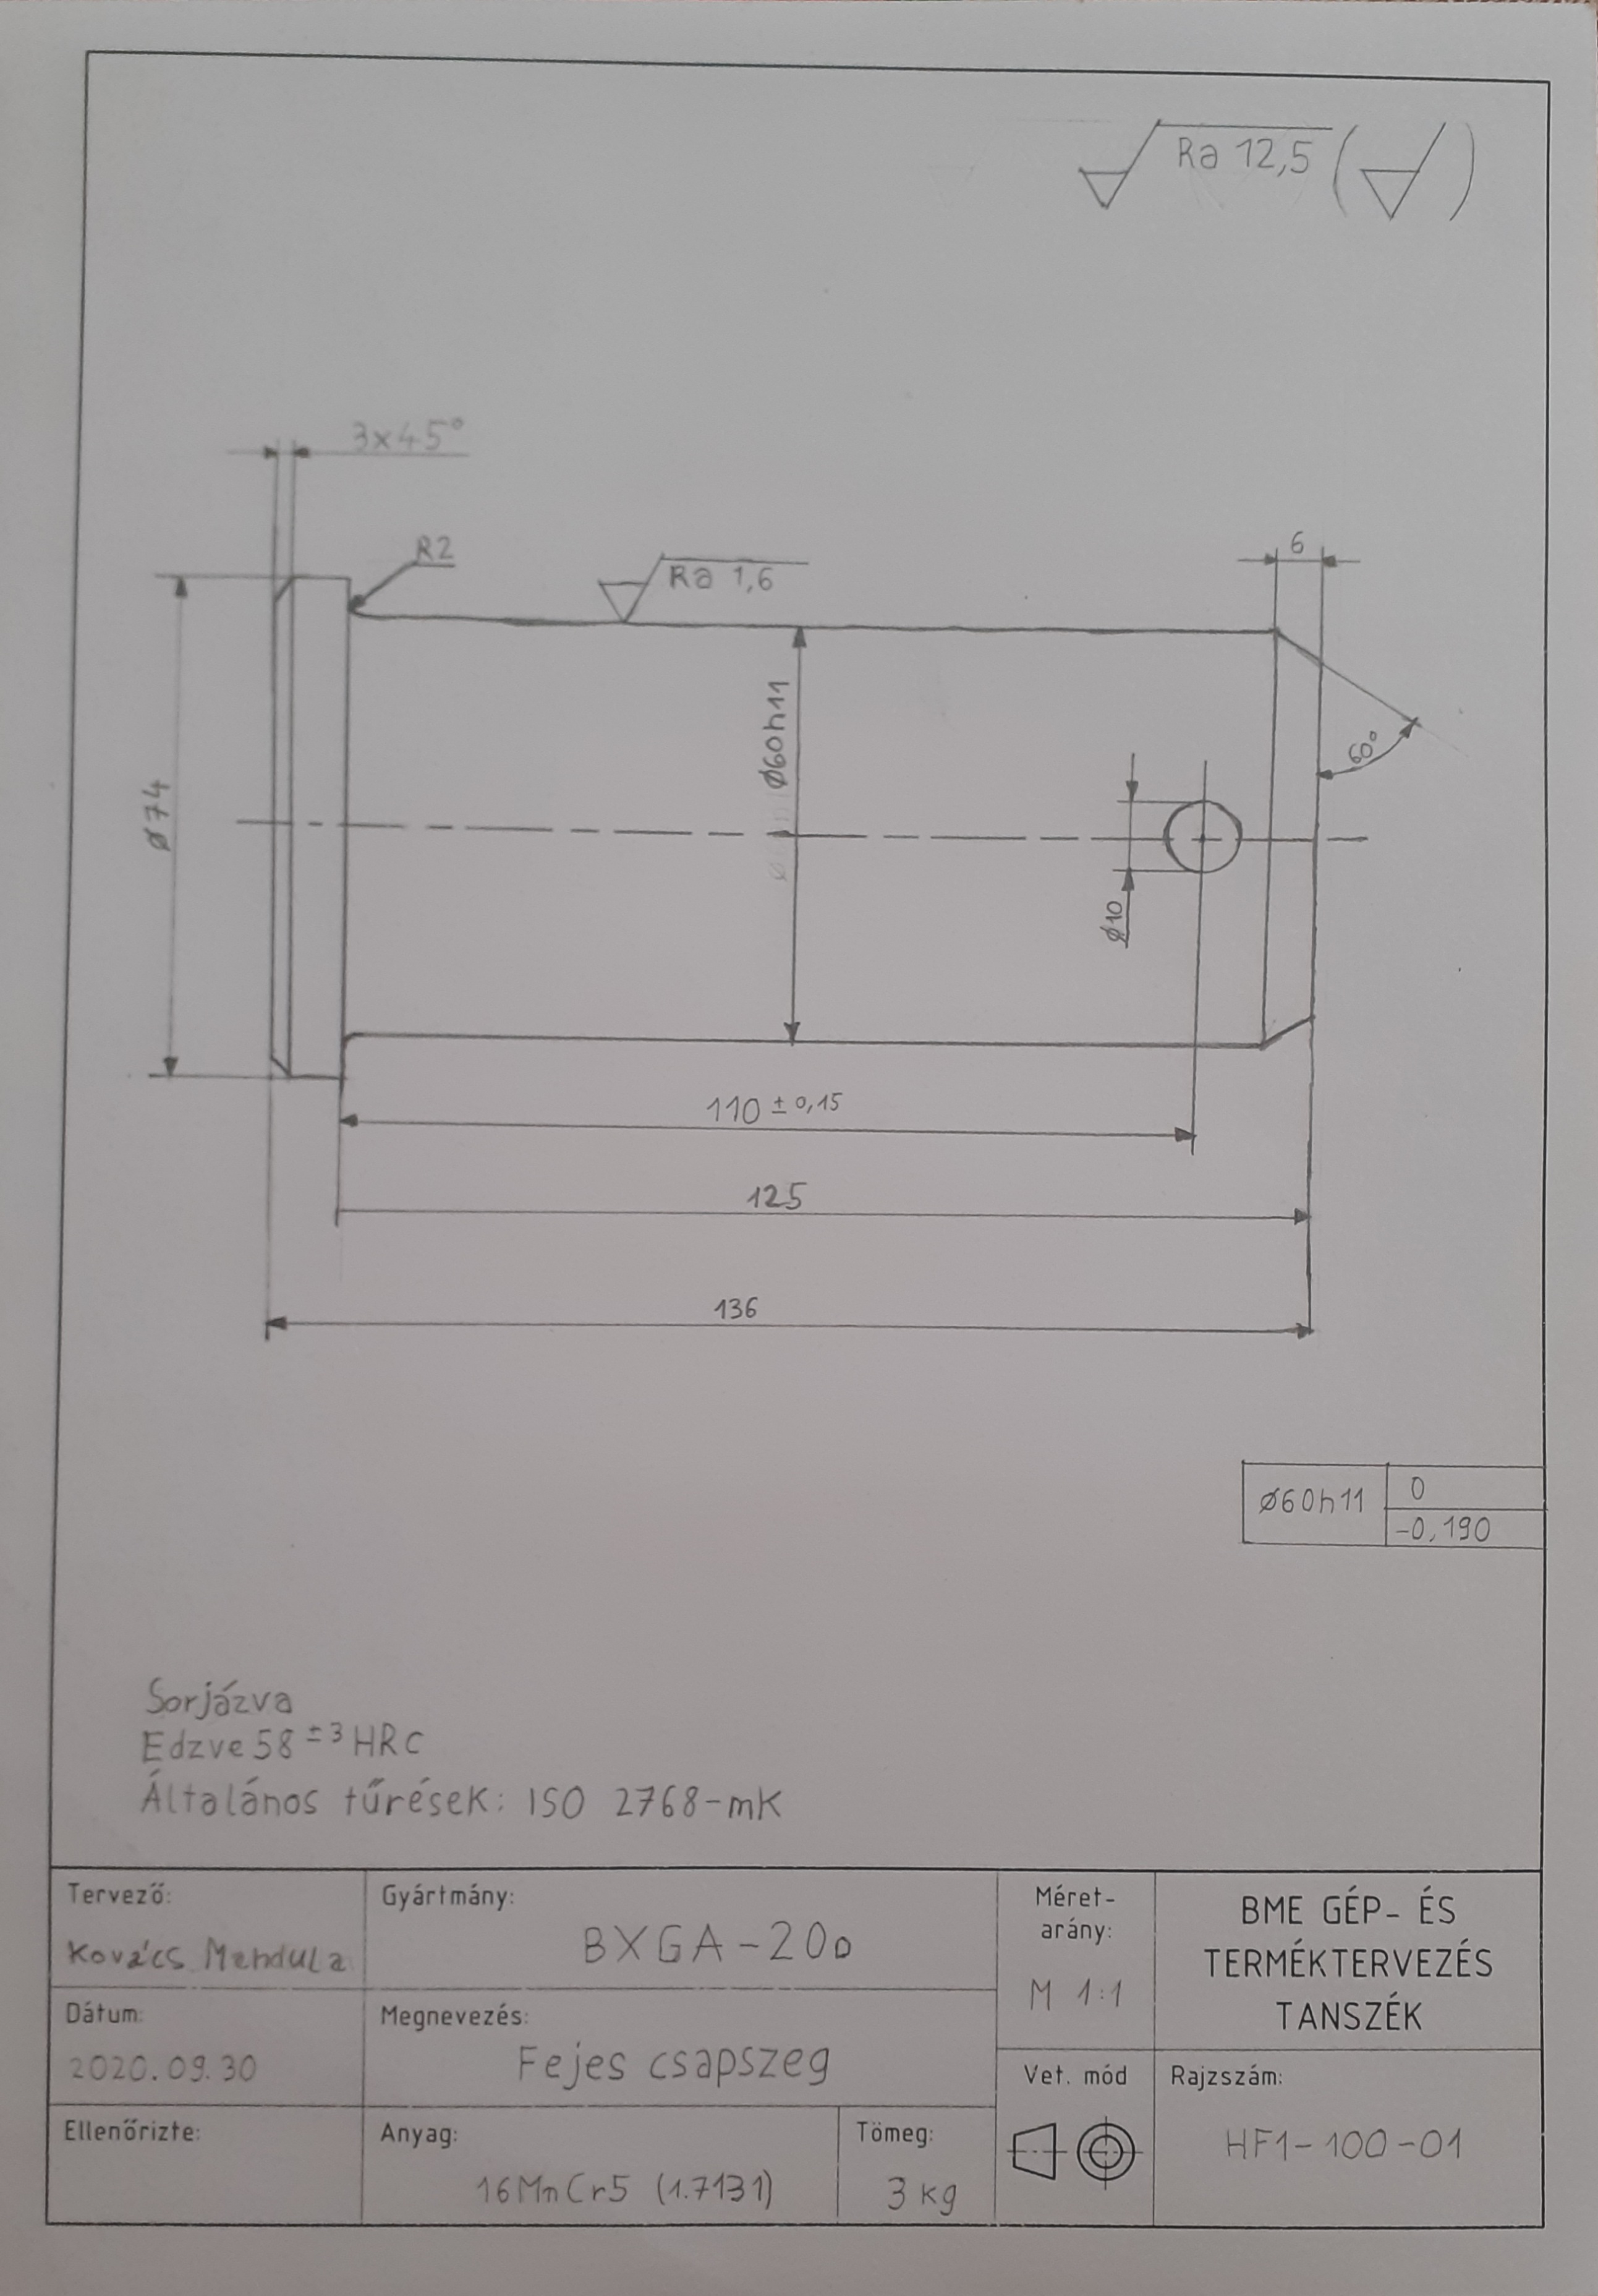 Ra 12,5
3x45°
R2
Ra 1,6
6
60°
ø60h11
ø74
ø10
110 ± 0,15
125
136
ø60h11
0
-0,190
Sorjázva
Edzve 58 ±3 HRC
Általános tűrések: ISO 2768-mK
Tervező:
Kovács Mendula
Gyártmány:
BXGA-200
Méret-
arány:
M 1:1
BME GÉP- ÉS
TERMÉKTERVEZÉS
TANSZÉK
Dátum:
2020.09.30
Megnevezés:
Fejes csapszeg
Vet. mód
Rajzszám:
HF1-100-01
Ellenőrizte:
Anyag:
16MnCr5 (1.7131)
Tömeg:
3 kg